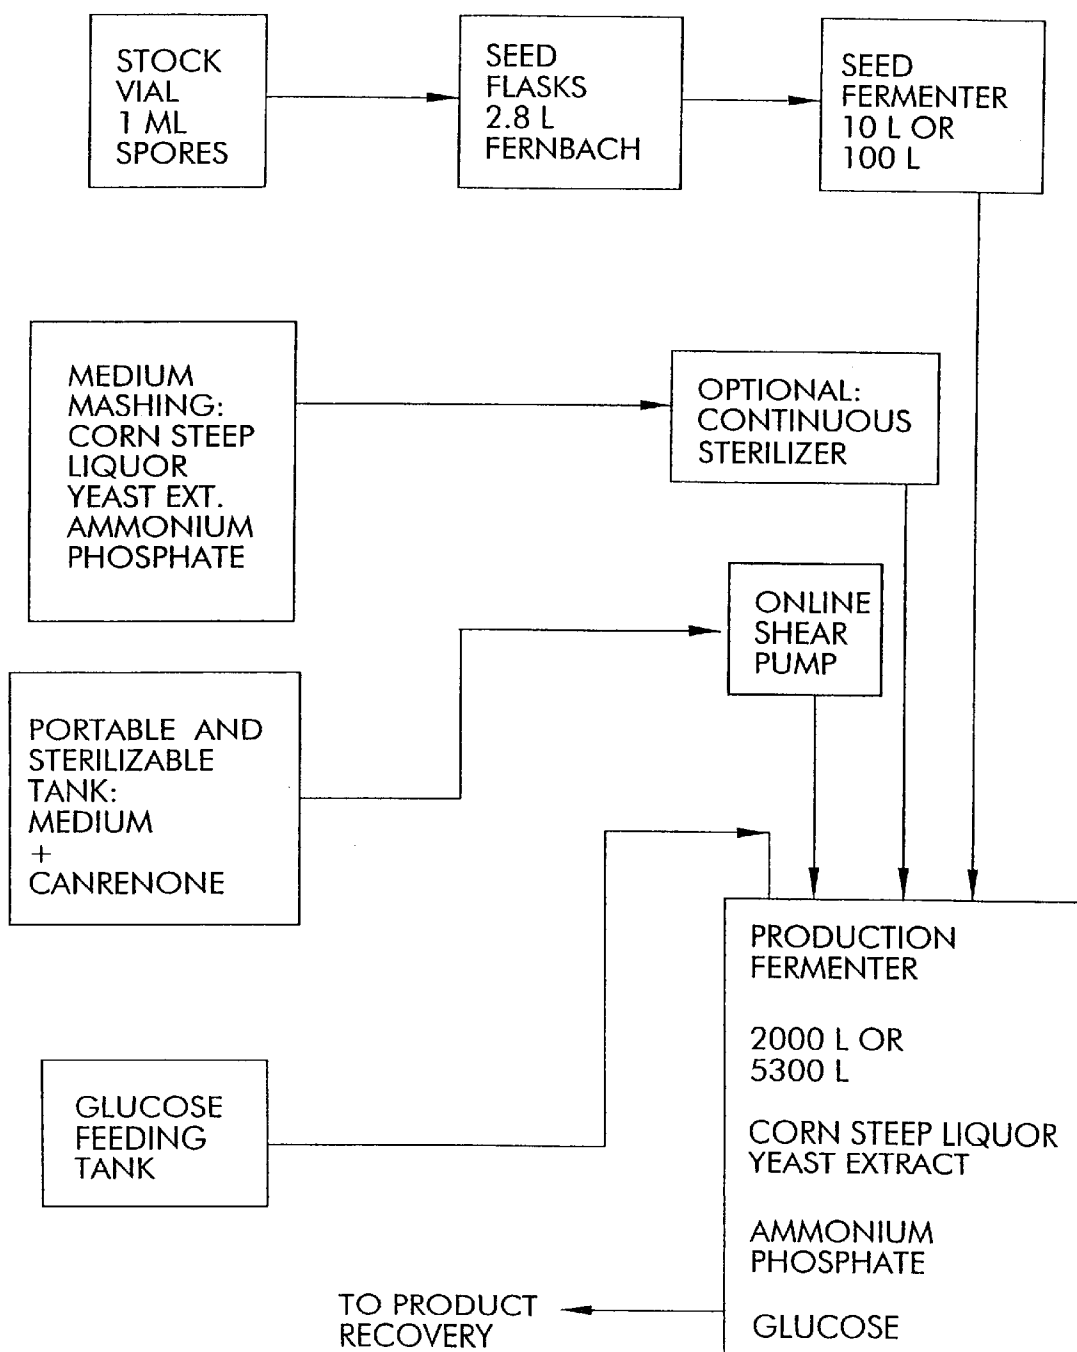 STOCK
VIAL
1 ML
SPORES
SEED
FLASKS
2.8 L
FERNBACH
SEED
FERMENTER
10 L OR
100 L
MEDIUM
MASHING:
CORN STEEP
LIQUOR
YEAST EXT.
AMMONIUM
PHOSPHATE
OPTIONAL:
CONTINUOUS
STERILIZER
ONLINE
SHEAR
PUMP
PORTABLE AND
STERILIZABLE
TANK:
MEDIUM
+
CANRENONE
GLUCOSE
FEEDING
TANK
PRODUCTION
FERMENTER
2000 L OR
5300 L
CORN STEEP LIQUOR
YEAST EXTRACT
AMMONIUM
PHOSPHATE
GLUCOSE
TO PRODUCT
RECOVERY